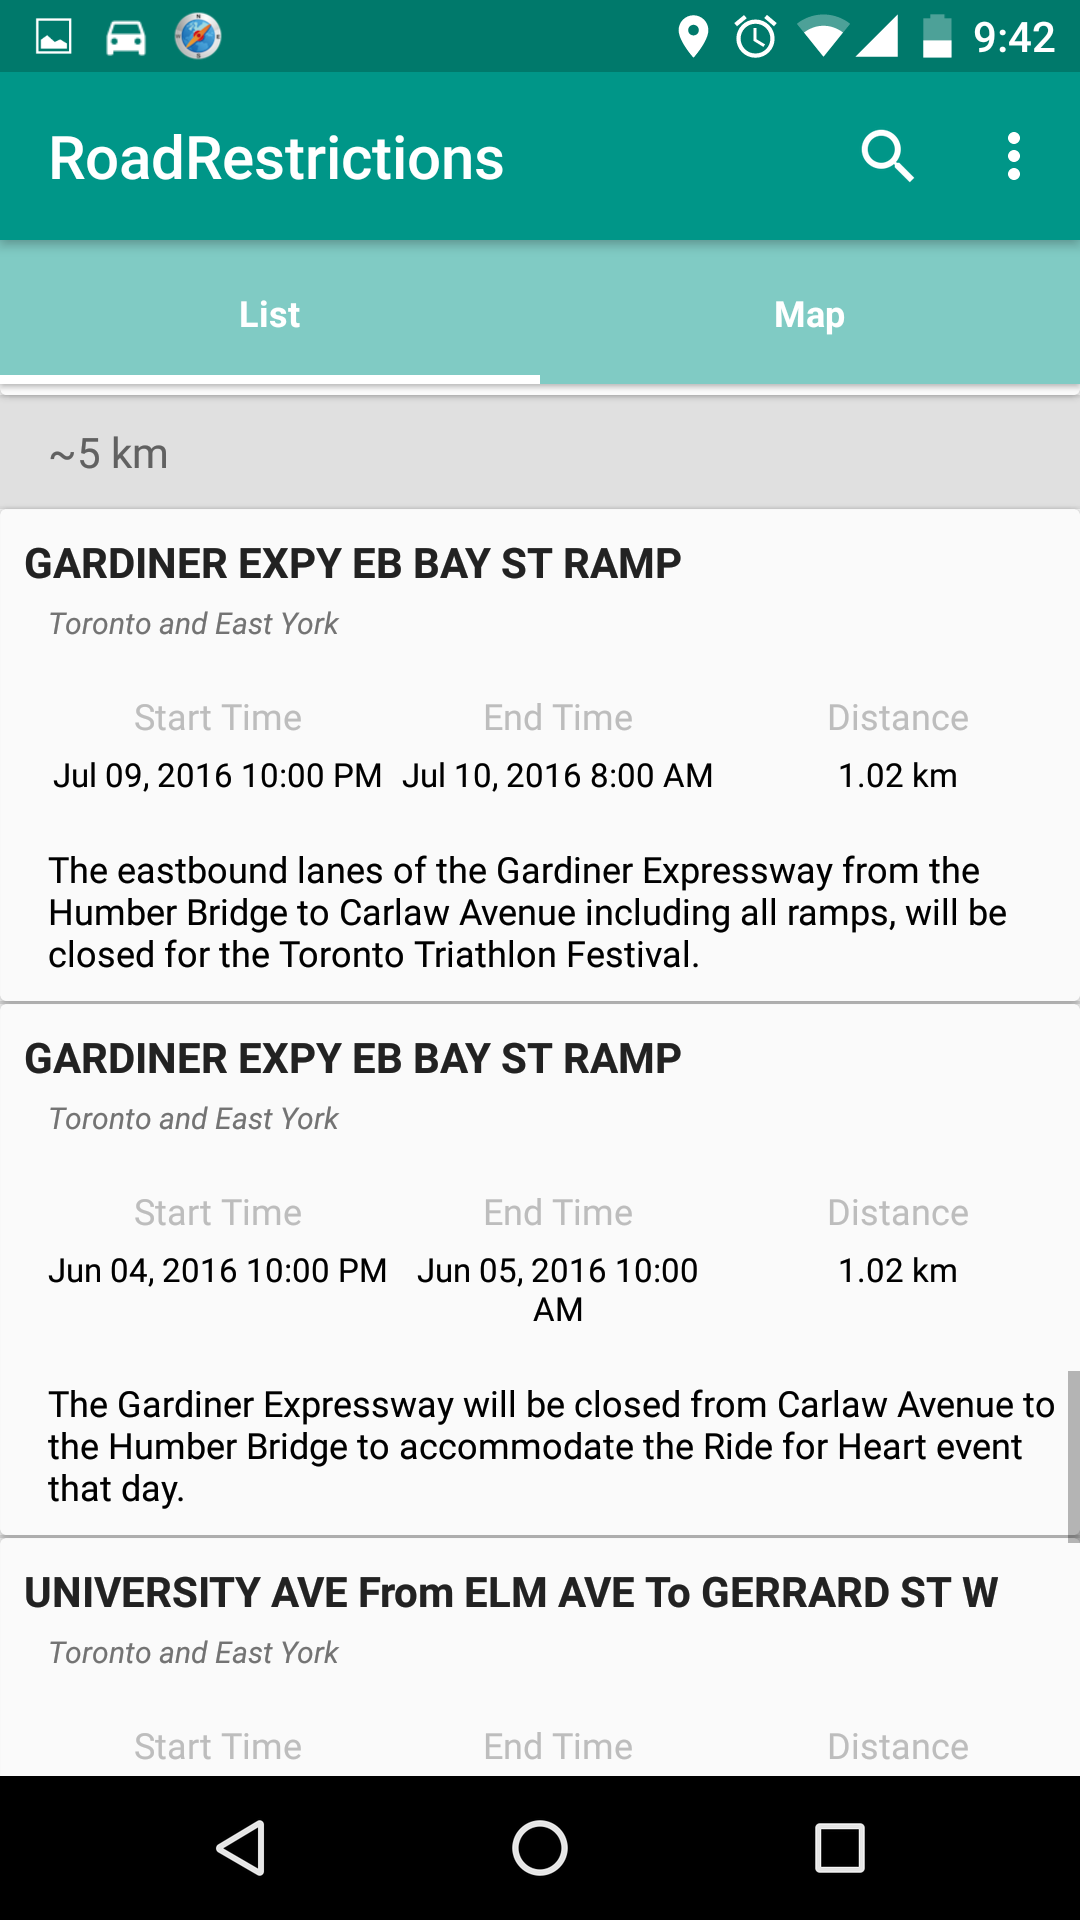 9:42
RoadRestrictions
List Map
~5 km
GARDINER EXPY EB BAY ST RAMP
Toronto and East York
Start Time End Time Distance
Jul 09, 2016 10:00 PM Jul 10, 2016 8:00 AM 1.02 km
The eastbound lanes of the Gardiner Expressway from the
Humber Bridge to Carlaw Avenue including all ramps, will be
closed for the Toronto Triathlon Festival.
GARDINER EXPY EB BAY ST RAMP
Toronto and East York
Start Time End Time Distance
Jun 04, 2016 10:00 PM Jun 05, 2016 10:00 1.02 km
AM
The Gardiner Expressway will be closed from Carlaw Avenue to
the Humber Bridge to accommodate the Ride for Heart event
that day.
UNIVERSITY AVE From ELM AVE To GERRARD ST W
Toronto and East York
Start Time End Time Distance